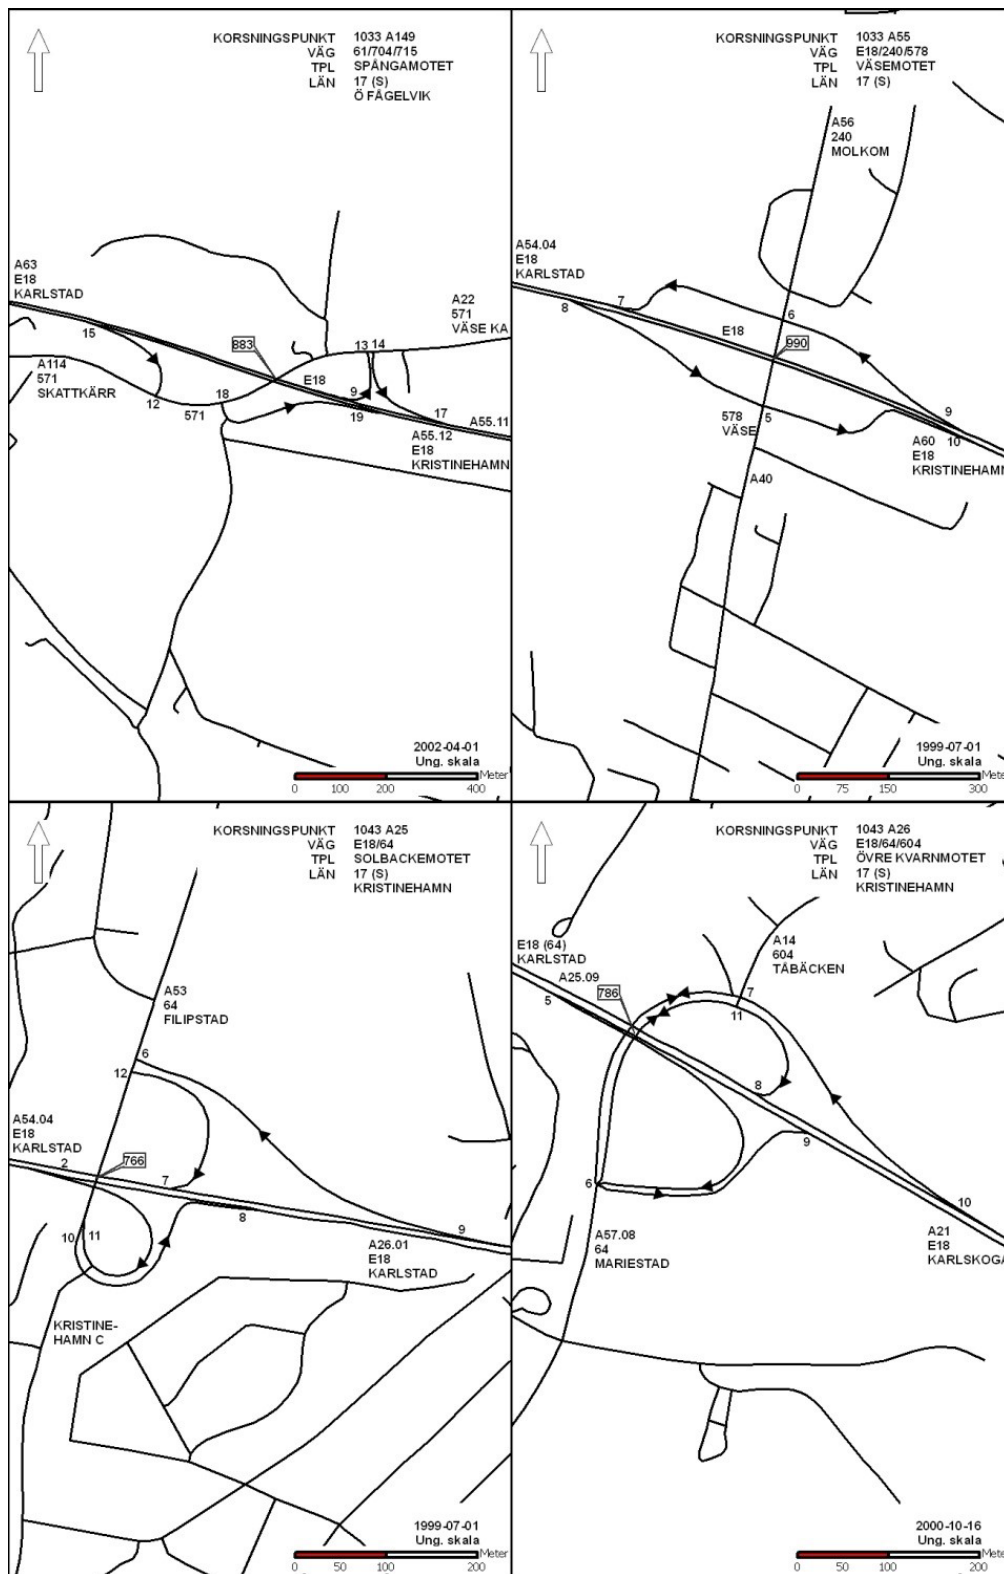 KORSNINGSPUNKT 1033 A149
VÄG 61/704/715
TPL SPÅNGAMOTET
LÄN 17 (S)
Ö FÅGELVIK
A63
E18
KARLSTAD
15
883
A22
571
VÄSE KA
13 14
A114
571
SKATTKÄRR
12
18
571
E18
9
19
17
A55.11
A55.12
E18
KRISTINEHAMN
2002-04-01
Ung. skala
Meter
0 100 200 400
KORSNINGSPUNKT 1033 A55
VÄG E18/240/578
TPL VÄSEMOTET
LÄN 17 (S)
A56
240
MOLKOM
A54.04
E18
KARLSTAD
7
8
6
E18
990
578
VÄSE
5
9
10
A60
E18
KRISTINEHAMN
A40
1999-07-01
Ung. skala
Meter
0 75 150 300
KORSNINGSPUNKT 1043 A25
VÄG E18/64
TPL SOLBACKEMOTET
LÄN 17 (S)
KRISTINEHAMN
A53
64
FILIPSTAD
6
12
A54.04
E18
KARLSTAD
2
766
7
8
9
10
11
A26.01
E18
KARLSTAD
KRISTINE-
HAMN C
1999-07-01
Ung. skala
Meter
0 50 100 200
KORSNINGSPUNKT 1043 A26
VÄG E18/64/604
TPL ÖVRE KVARNMOTET
LÄN 17 (S)
KRISTINEHAMN
A14
604
TÅBÄCKEN
E18 (64)
KARLSTAD
A25.09
5
786
7
11
8
9
6
10
A57.08
64
MARIESTAD
A21
E18
KARLSKOGA
2000-10-16
Ung. skala
Meter
0 50 100 200